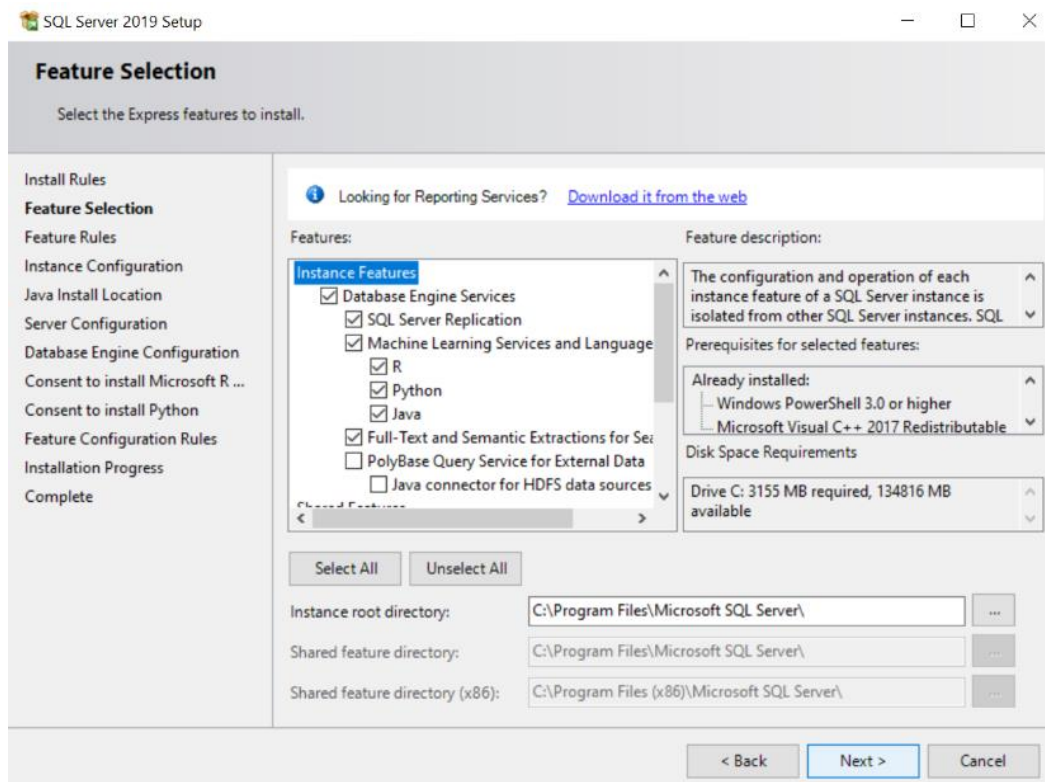 SQL Server 2019 Setup
Feature Selection
Select the Express features to install.
Install Rules
Feature Selection
Feature Rules
Instance Configuration
Java Install Location
Server Configuration
Database Engine Configuration
Consent to install Microsoft R ...
Consent to install Python
Feature Configuration Rules
Installation Progress
Complete
Looking for Reporting Services? Download it from the web
Features:
Instance Features
Database Engine Services
SQL Server Replication
Machine Learning Services and Language
R
Python
Java
Full-Text and Semantic Extractions for Sea
PolyBase Query Service for External Data
Java connector for HDFS data sources
Shared Features
Feature description:
The configuration and operation of each
instance feature of a SQL Server instance is
isolated from other SQL Server instances. SQL
Prerequisites for selected features:
Already installed:
Windows PowerShell 3.0 or higher
Microsoft Visual C++ 2017 Redistributable
Disk Space Requirements
Drive C: 3155 MB required, 134816 MB
available
Select All
Unselect All
Instance root directory:
C:\Program Files\Microsoft SQL Server\
...
Shared feature directory:
C:\Program Files\Microsoft SQL Server\
...
Shared feature directory (x86):
C:\Program Files (x86)\Microsoft SQL Server\
...
< Back
Next >
Cancel